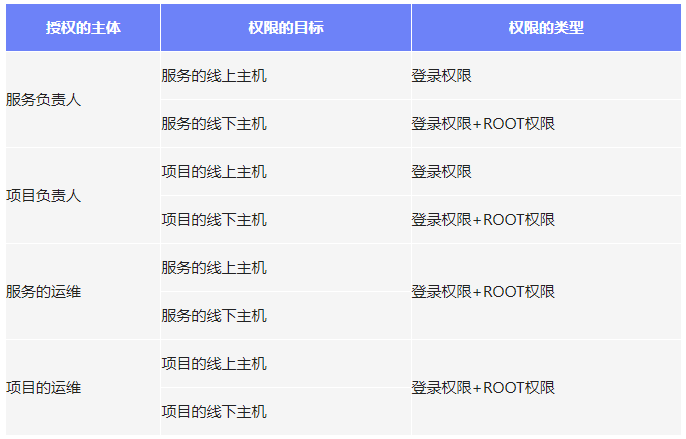 授权的主体 权限的目标 权限的类型
服务负责人 服务的线上主机 登录权限
服务的线下主机 登录权限+ROOT权限
项目负责人 项目的线上主机 登录权限
项目的线下主机 登录权限+ROOT权限
服务的运维 服务的线上主机 登录权限+ROOT权限
服务的线下主机
项目的运维 项目的线上主机 登录权限+ROOT权限
项目的线下主机